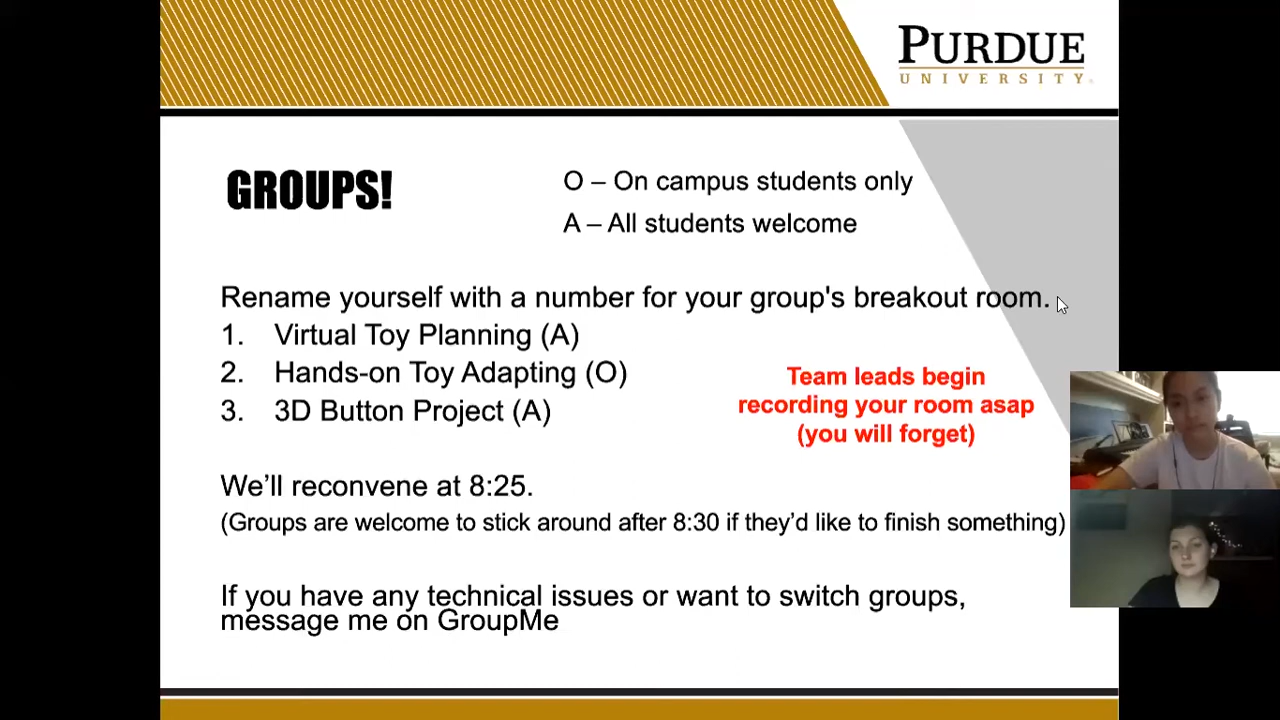 PURDUE
UNIVERSITY
GROUPS!
O – On campus students only
A – All students welcome
Rename yourself with a number for your group's breakout room.
1. Virtual Toy Planning (A)
2. Hands-on Toy Adapting (O)
3. 3D Button Project (A)
Team leads begin
recording your room asap
(you will forget)
We’ll reconvene at 8:25.
(Groups are welcome to stick around after 8:30 if they’d like to finish something)
If you have any technical issues or want to switch groups,
message me on GroupMe